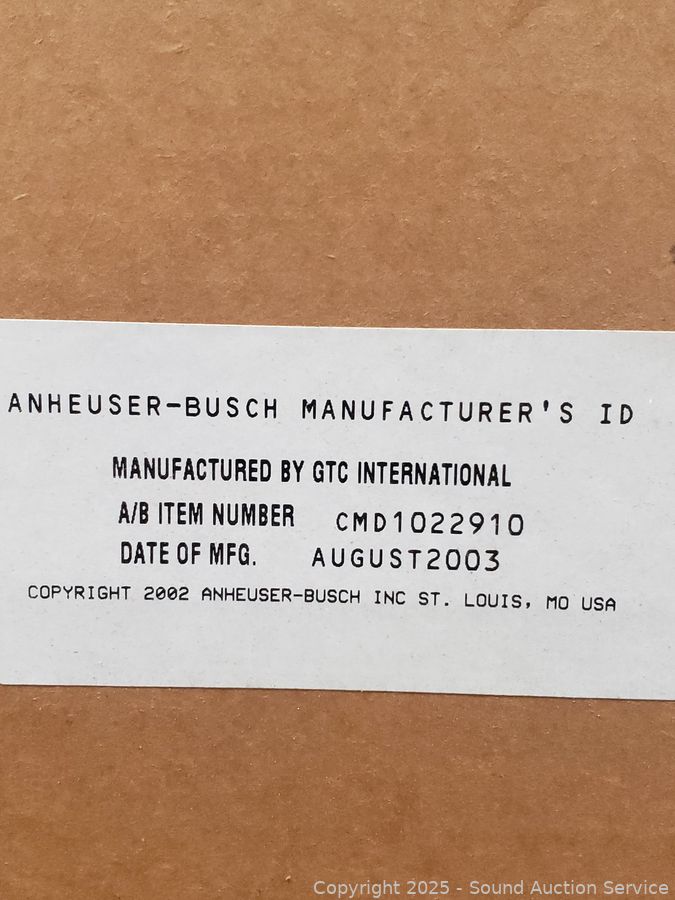 ANHEUSER-BUSCH MANUFACTURER'S ID
MANUFACTURED BY GTC INTERNATIONAL
A/B ITEM NUMBER CMD1022910
DATE OF MFG. AUGUST2003
COPYRIGHT 2002 ANHEUSER-BUSCH INC ST. LOUIS, MO USA
Copyright 2025 - Sound Auction Service